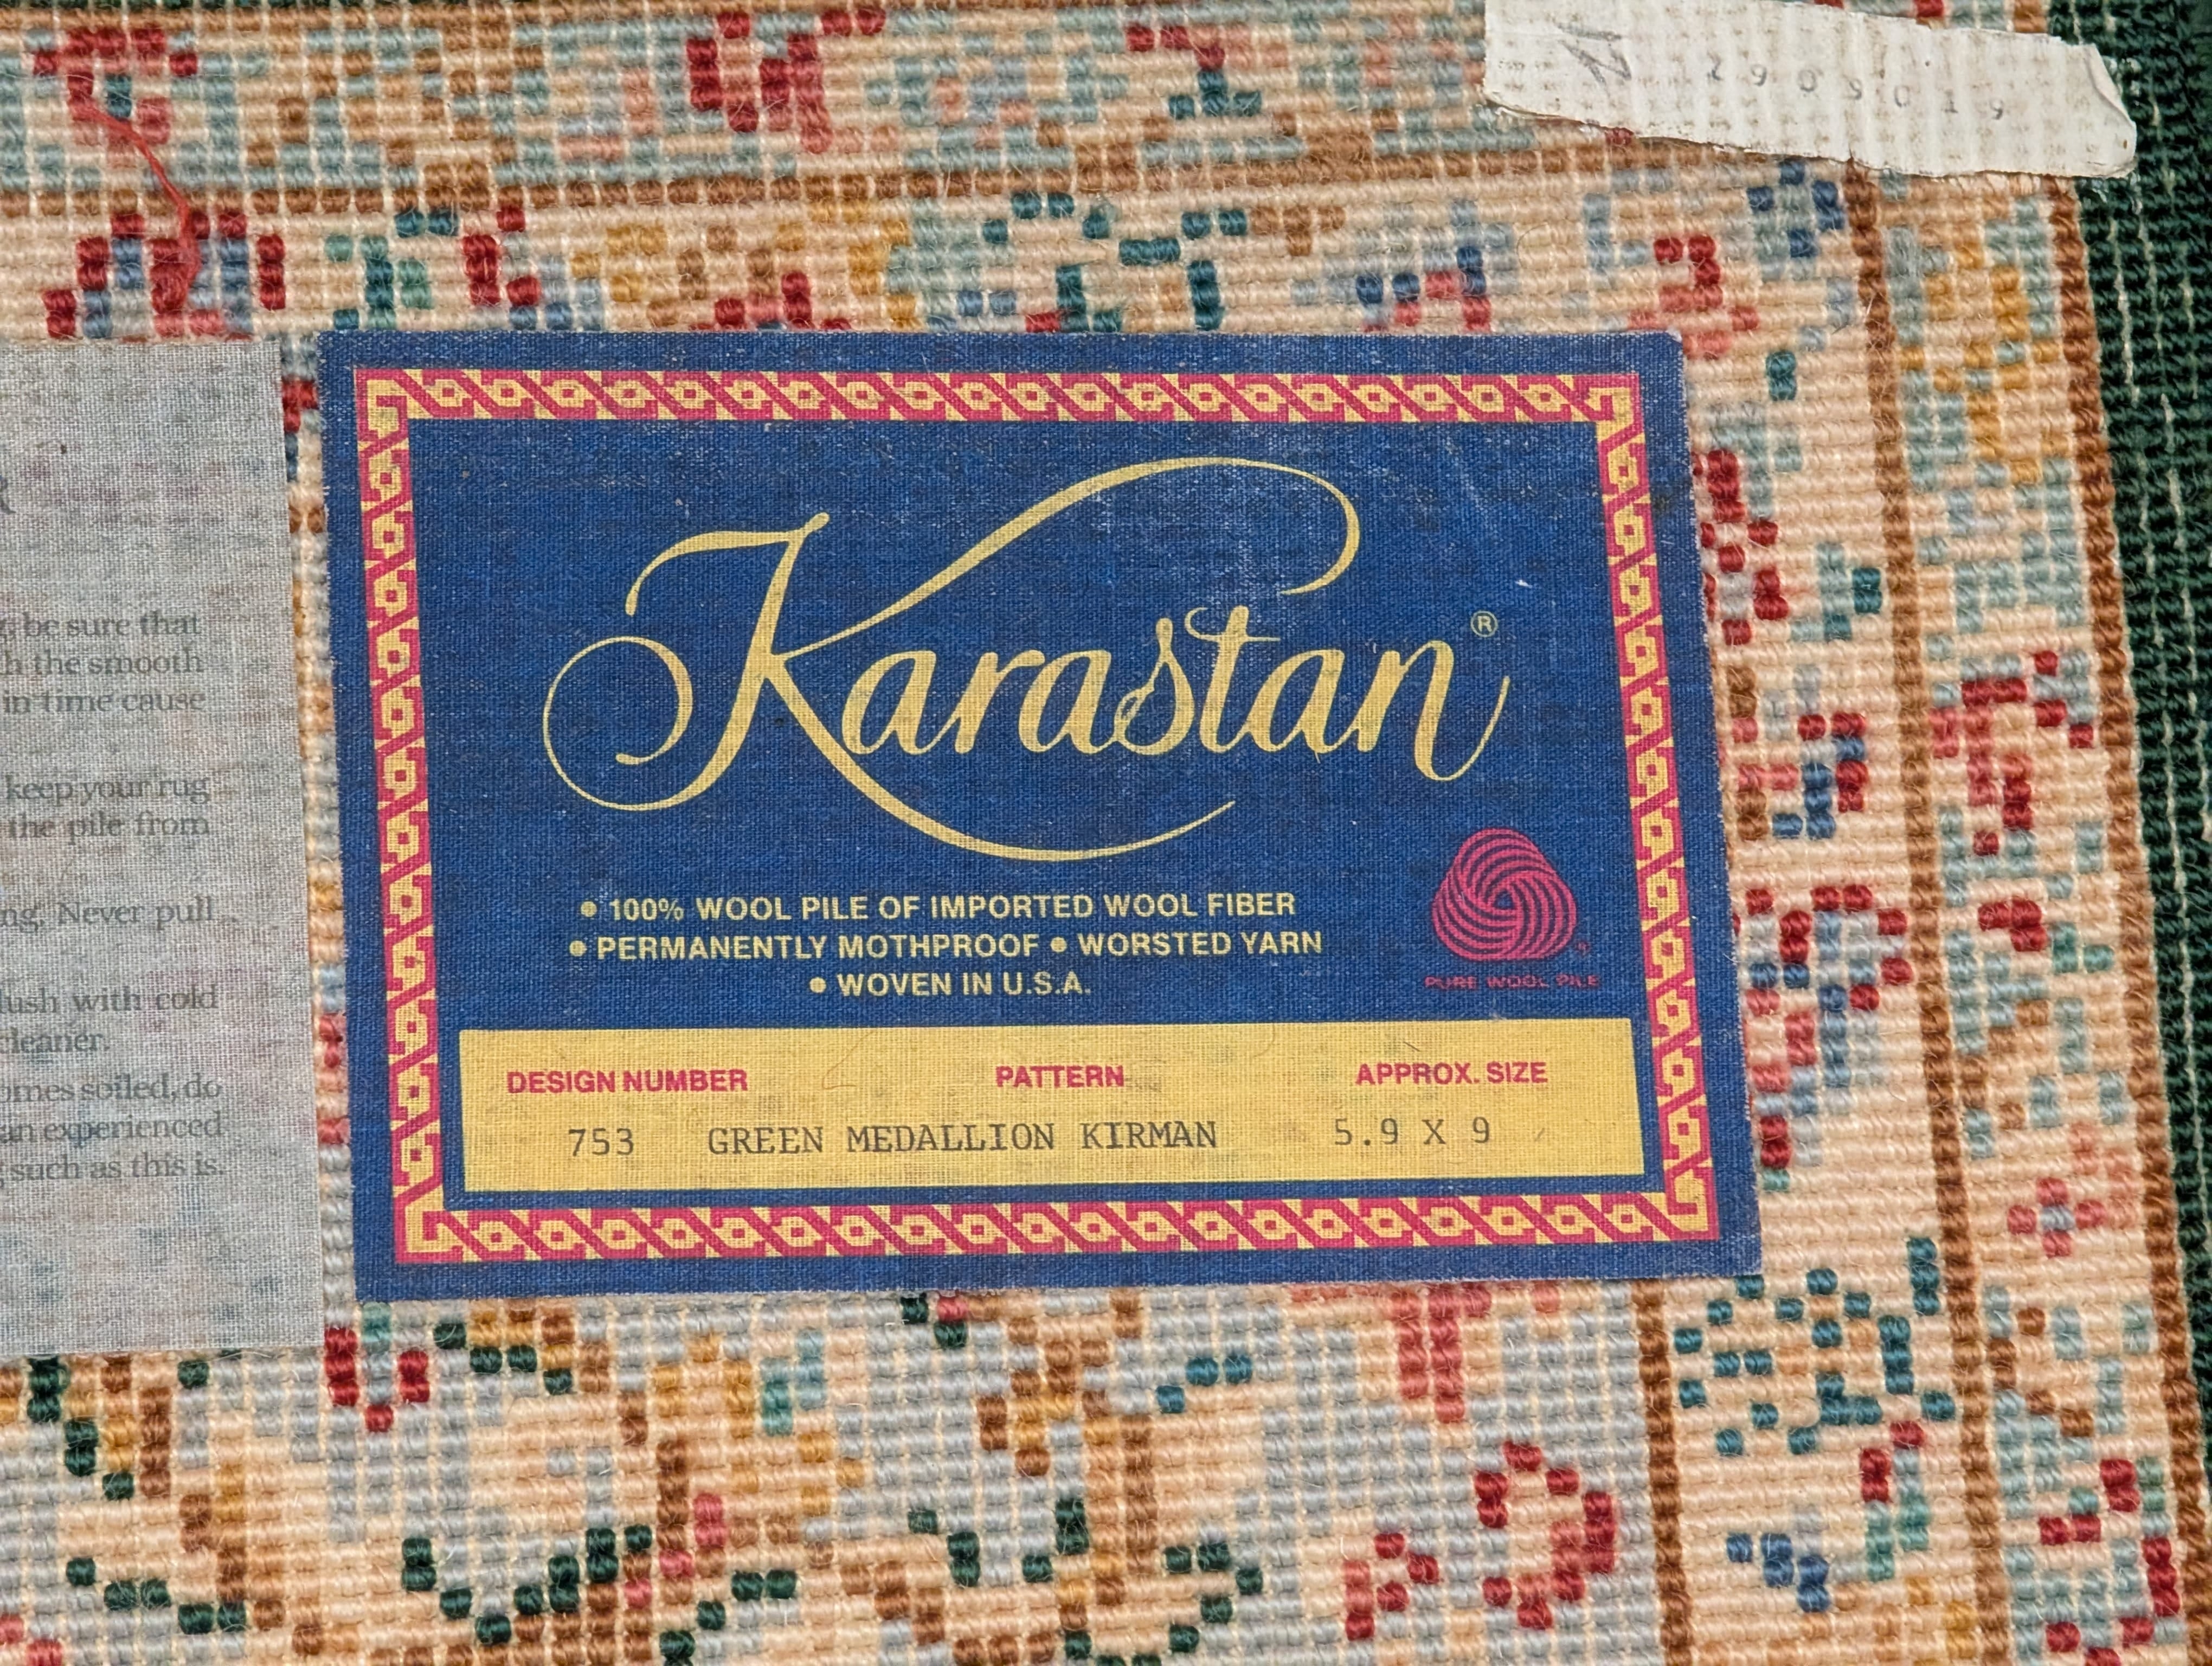 2909019
R
Karastan®
g be sure that
h the smooth
in time cause
keep your rug
the pile from
ng. Never pull
lush with cold
cleaner.
omes soiled, do
an experienced
g such as this is.
• 100% WOOL PILE OF IMPORTED WOOL FIBER
• PERMANENTLY MOTHPROOF • WORSTED YARN
• WOVEN IN U.S.A.
PURE WOOL PILE
DESIGN NUMBER PATTERN APPROX. SIZE
753 GREEN MEDALLION KIRMAN 5.9 X 9